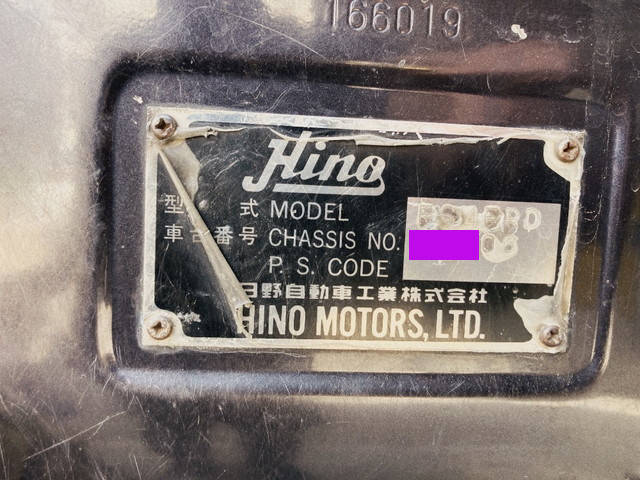 166019
Hino
型 式 MODEL
車台番号 CHASSIS NO. 06
P. S. CODE
日野自動車工業株式会社
HINO MOTORS, LTD.